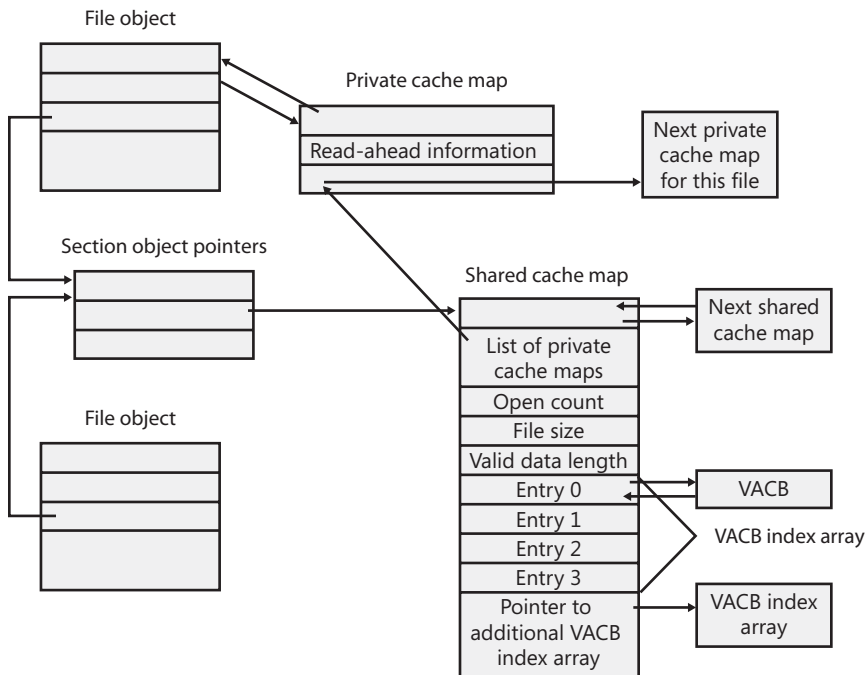 File object
Private cache map
Read-ahead information
Next private
cache map
for this file
Section object pointers
Shared cache map
Next shared
cache map
List of private
cache maps
Open count
File size
Valid data length
Entry 0
VACB
Entry 1
Entry 2
VACB index array
Entry 3
Pointer to
additional VACB
index array
VACB index
array
File object